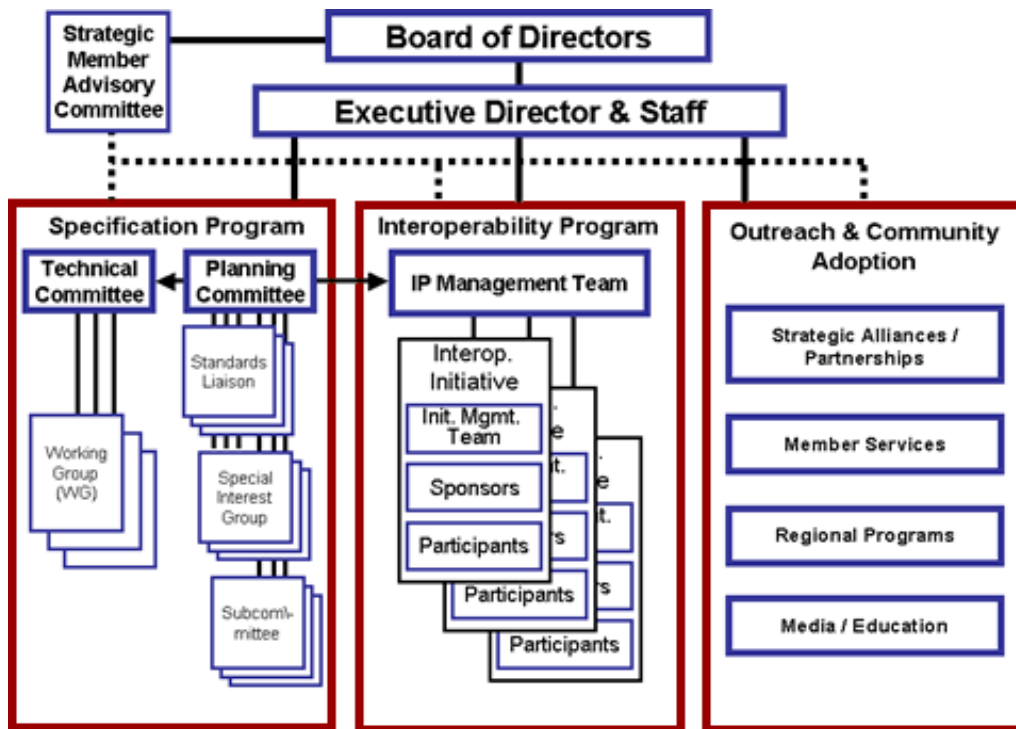 Strategic
Member
Advisory
Committee
Board of Directors
Executive Director & Staff
Specification Program
Technical
Committee
Planning
Committee
Standards
Liaison
Working
Group
(WG)
Special
Interest
Group
Subcom\-
mittee
Interoperability Program
IP Management Team
Interop.
Initiative
Init. Mgmt.
Team
Sponsors
Participants
.
e
t.
rs
Participants
.
e
t.
rs
Participants
Outreach & Community
Adoption
Strategic Alliances /
Partnerships
Member Services
Regional Programs
Media / Education